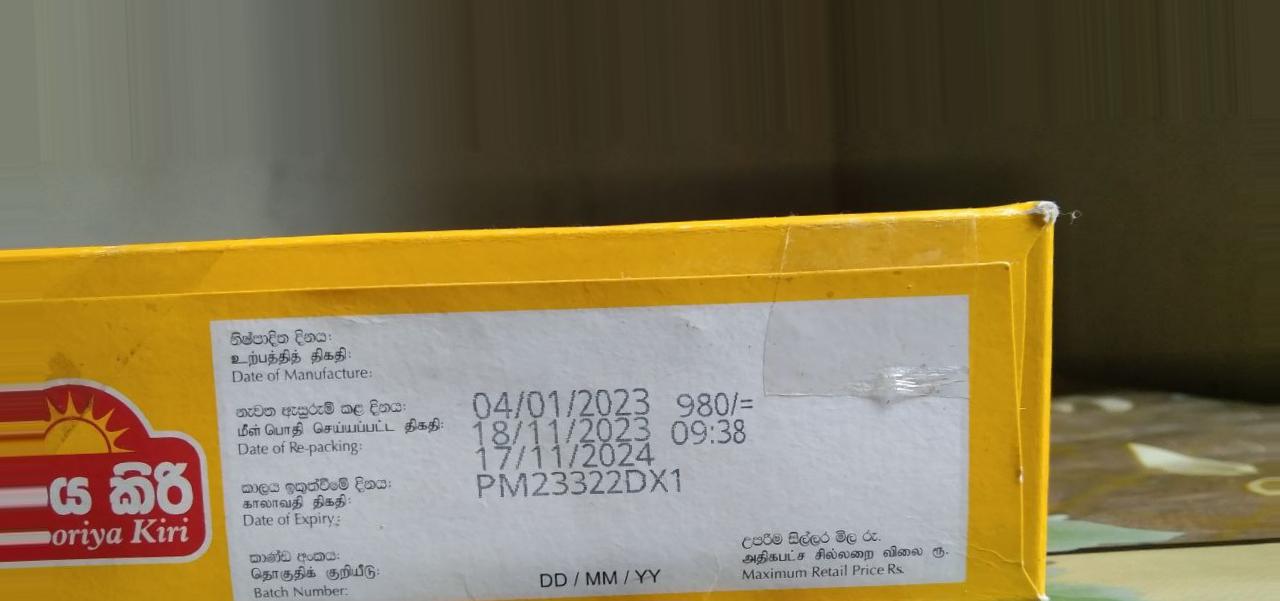 නිෂ්පාදිත දිනය:
உற்பத்தித் திகதி:
Date of Manufacture:
නැවත ඇසුරුම් කළ දිනය:
மீள் பொதி செய்யப்பட்ட திகதி:
Date of Re-packing:
කාලය ඉකුත්වීමේ දිනය:
காலாவதி திகதி:
Date of Expiry:
කාණ්ඩ අංකය:
தொகுதிக் குறியீடு:
Batch Number:
04/01/2023 980/=
18/11/2023 09:38
17/11/2024
PM23322DX1
DD / MM / YY
උපරිම සිල්ලර මිල රු.
அதிகபட்ச சில்லறை விலை ரூ.
Maximum Retail Price Rs.
ය කිරි
oriya Kiri